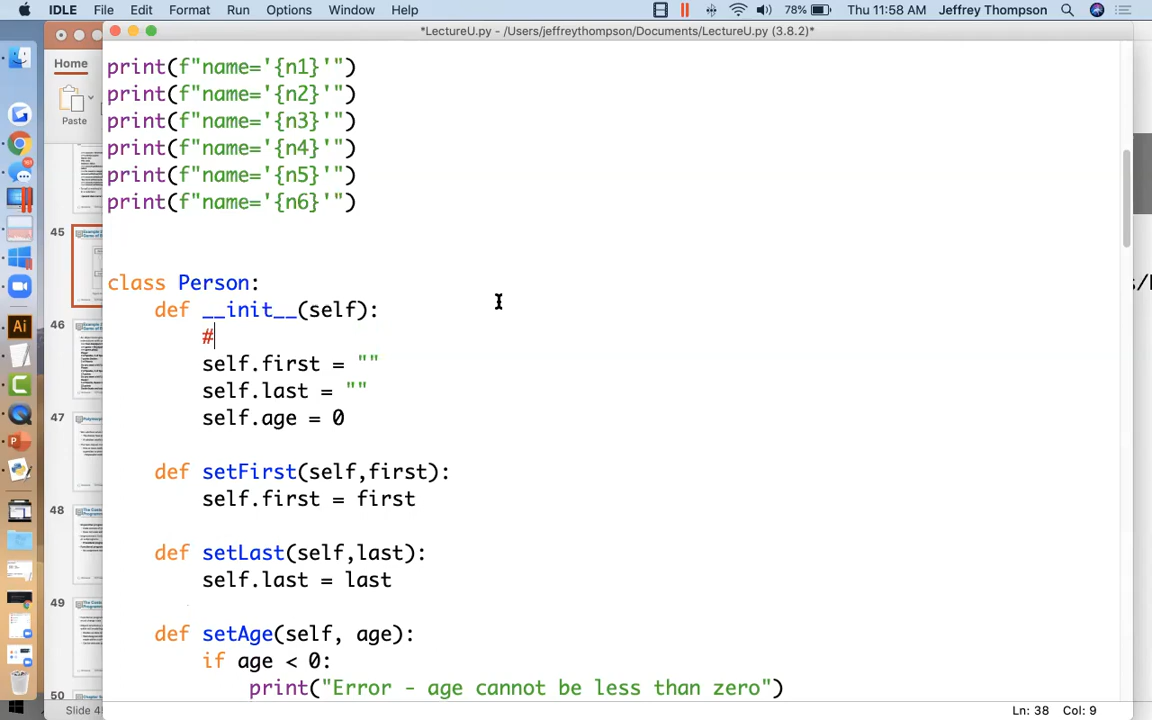 IDLE File Edit Format Run Options Window Help 78% Thu 11:58 AM Jeffrey Thompson
*LectureU.py - /Users/jeffreythompson/Documents/LectureU.py (3.8.2)*
Home
Paste
45
46
47
48
49
50
print(f"name='{n1}'")
print(f"name='{n2}'")
print(f"name='{n3}'")
print(f"name='{n4}'")
print(f"name='{n5}'")
print(f"name='{n6}'")
class Person:
def __init__(self):
#
self.first = ""
self.last = ""
self.age = 0
def setFirst(self,first):
self.first = first
def setLast(self,last):
self.last = last
def setAge(self, age):
if age < 0:
print("Error - age cannot be less than zero")
Slide 4
Ln: 38 Col: 9